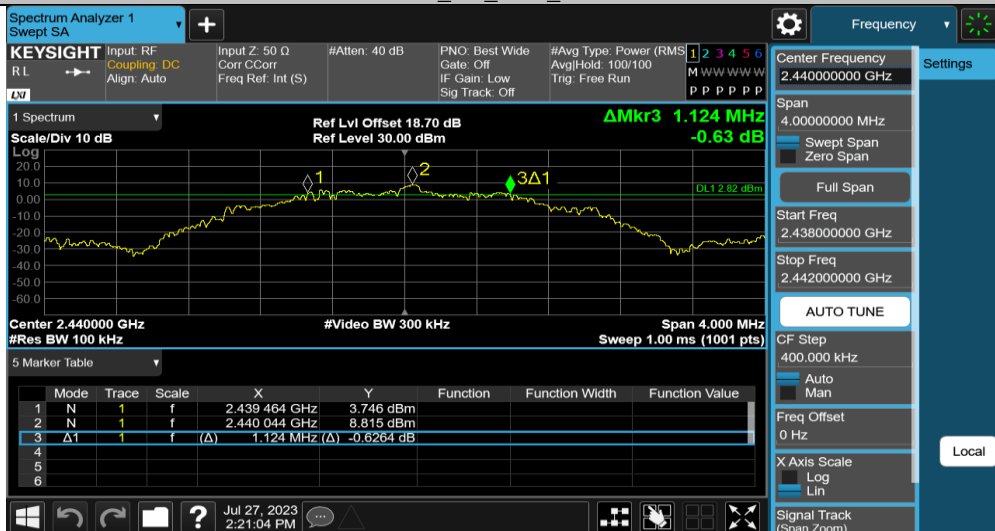 Spectrum Analyzer 1
Swept SA
Frequency
KEYSIGHT
R L
LXI
Input: RF
Coupling: DC
Align: Auto
Input Z: 50 Ω
Corr CCorr
Freq Ref: Int (S)
#Atten: 40 dB
PNO: Best Wide
Gate: Off
IF Gain: Low
Sig Track: Off
#Avg Type: Power (RMS
Avg|Hold: 100/100
Trig: Free Run
1 2 3 4 5 6
M W W W W W
P P P P P P
1 Spectrum
Scale/Div 10 dB
Ref Lvl Offset 18.70 dB
Ref Level 30.00 dBm
ΔMkr3 1.124 MHz
-0.63 dB
Log
20.0
10.0
0.00
-10.0
-20.0
-30.0
-40.0
-50.0
-60.0
1
2
3Δ1
DL1 2.82 dBm
Center 2.440000 GHz
#Video BW 300 kHz
Span 4.000 MHz
#Res BW 100 kHz
Sweep 1.00 ms (1001 pts)
5 Marker Table
Mode Trace Scale X Y Function Function Width Function Value
1 N 1 f 2.439 464 GHz 3.746 dBm
2 N 1 f 2.440 044 GHz 8.815 dBm
3 Δ1 1 f (Δ) 1.124 MHz (Δ) -0.6264 dB
4
5
6
Jul 27, 2023
2:21:04 PM
Center Frequency
2.440000000 GHz
Span
4.00000000 MHz
Swept Span
Zero Span
Full Span
Start Freq
2.438000000 GHz
Stop Freq
2.442000000 GHz
AUTO TUNE
CF Step
400.000 kHz
Auto
Man
Freq Offset
0 Hz
X Axis Scale
Log
Lin
Signal Track
(Span Zoom)
Settings
Local